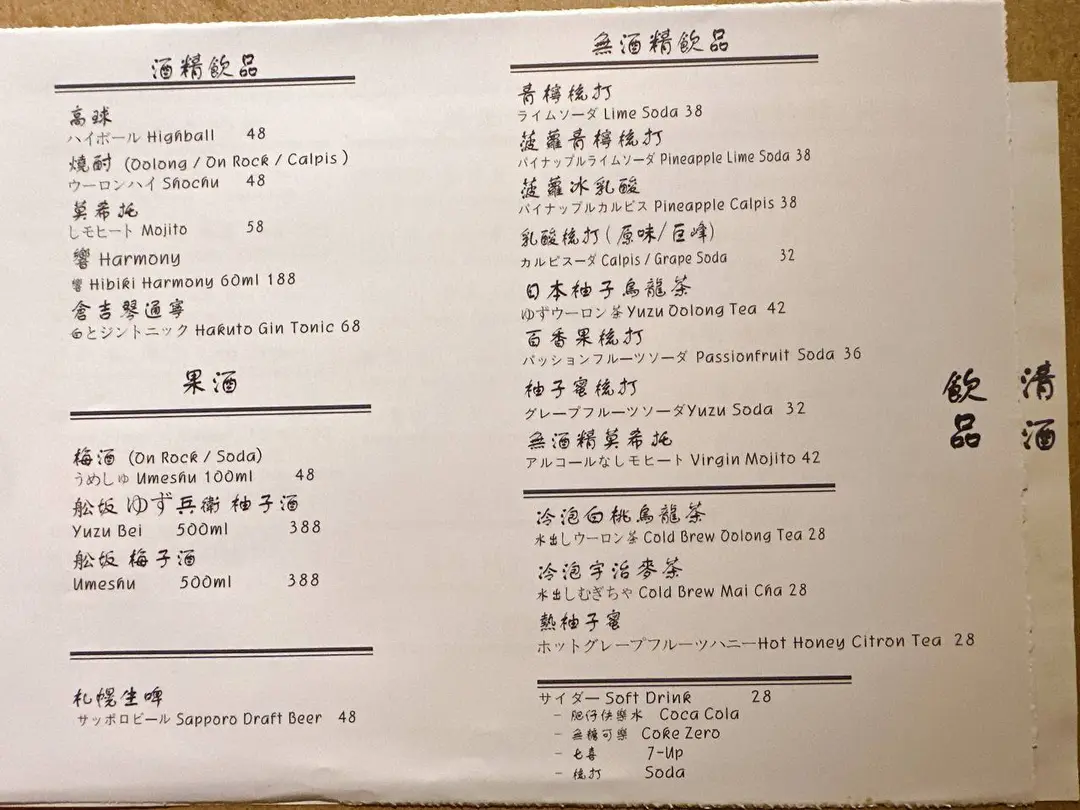 酒精飲品
高球
ハイボール Highball 48
燒酎 (Oolong / On Rock / Calpis )
ウーロンハイ Shochu 48
莫希托
しモヒート Mojito 58
響 Harmony
響 Hibiki Harmony 60ml 188
倉吉琴通寧
白とジントニック Hakuto Gin Tonic 68
果酒
梅酒 (On Rock / Soda)
うめしゅ Umeshu 100ml 48
舩坂 ゆず兵衛 柚子酒
Yuzu Bei 500ml 388
舩坂 梅子酒
Umeshu 500ml 388
札幌生啤
サッポロビール Sapporo Draft Beer 48
無酒精飲品
青檸梳打
ライムソーダ Lime Soda 38
菠蘿青檸梳打
パイナップルライムソーダ Pineapple Lime Soda 38
菠蘿冰乳酸
パイナップルカルピス Pineapple Calpis 38
乳酸梳打 ( 原味/巨峰)
カルピスーダ Calpis / Grape Soda 32
日本柚子烏龍茶
ゆずウーロン茶 Yuzu Oolong Tea 42
百香果梳打
パッションフルーツソーダ Passionfruit Soda 36
柚子蜜梳打
グレープフルーツソーダYuzu Soda 32
無酒精莫希托
アルコールなしモヒート Virgin Mojito 42
冷泡白桃烏龍茶
水出しウーロン茶 Cold Brew Oolong Tea 28
冷泡宇治麥茶
水出しむぎちゃ Cold Brew Mai Cha 28
熱柚子蜜
ホットグレープフルーツハニーHot Honey Citron Tea 28
サイダー Soft Drink 28
- 肥仔快樂水 Coca Cola
- 無糖可樂 Coke Zero
- 七喜 7-Up
- 梳打 Soda
清酒
飲品